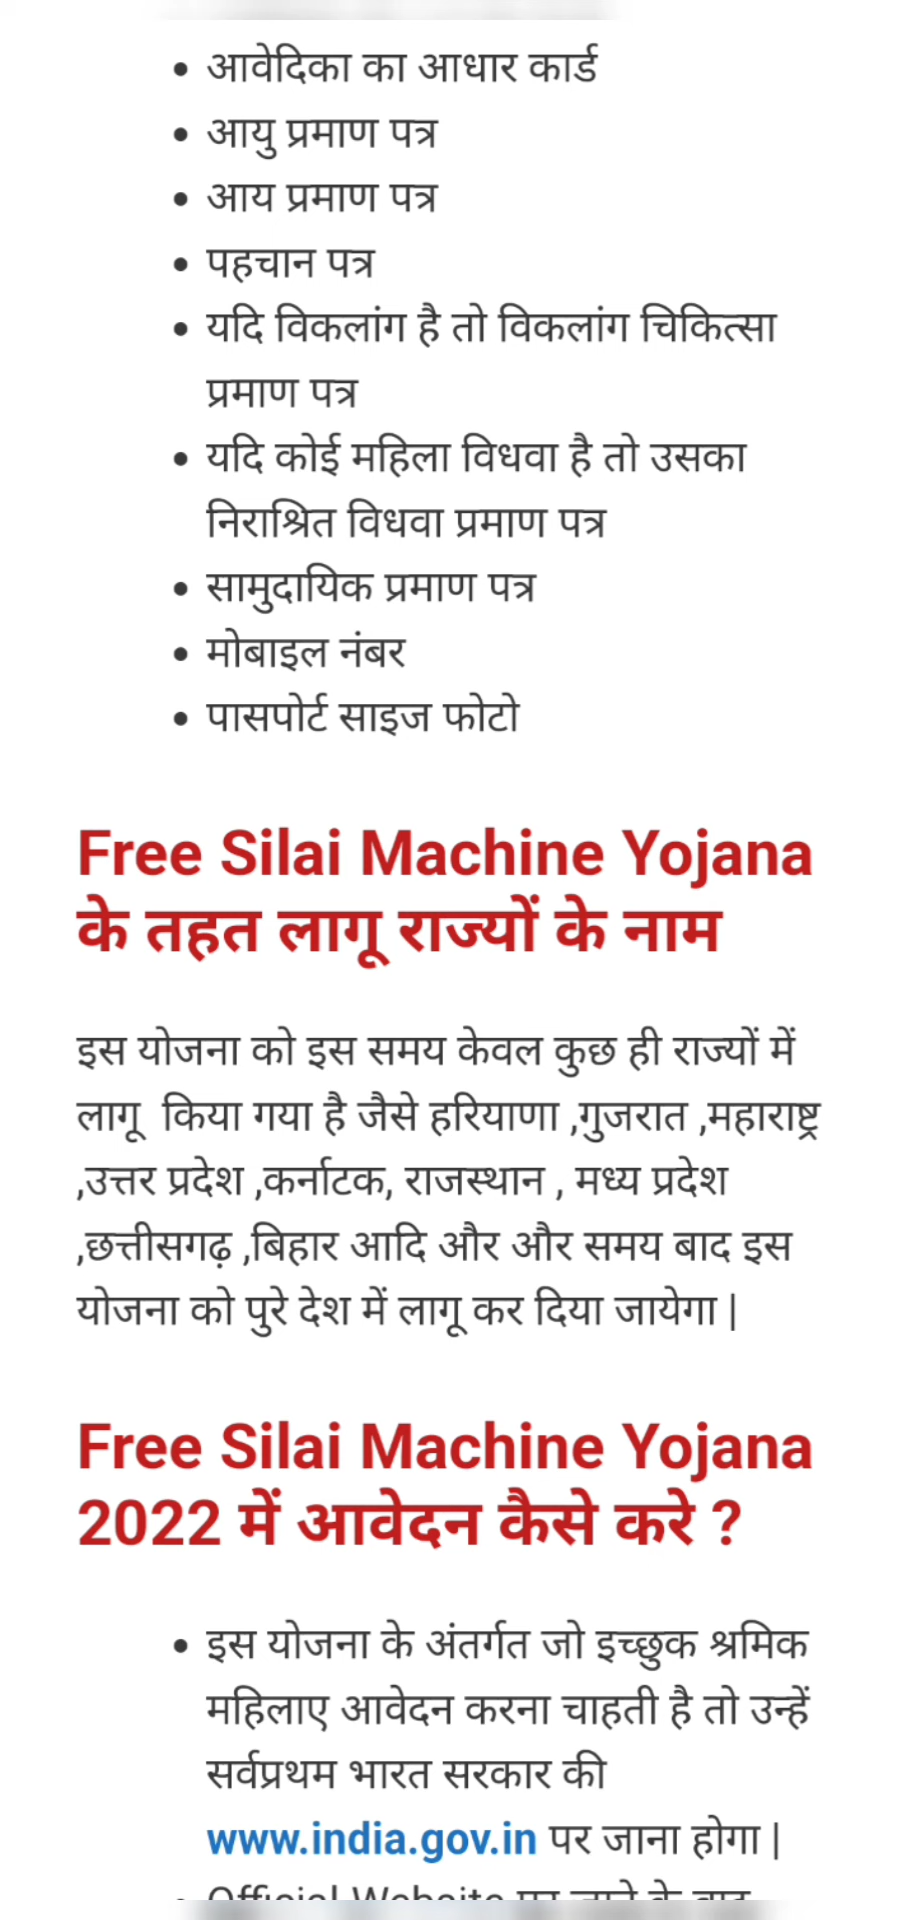 • आवेदिका का आधार कार्ड
• आयु प्रमाण पत्र
• आय प्रमाण पत्र
• पहचान पत्र
• यदि विकलांग है तो विकलांग चिकित्सा
प्रमाण पत्र
• यदि कोई महिला विधवा है तो उसका
निराश्रित विधवा प्रमाण पत्र
• सामुदायिक प्रमाण पत्र
• मोबाइल नंबर
• पासपोर्ट साइज फोटो
Free Silai Machine Yojana
के तहत लागू राज्यों के नाम
इस योजना को इस समय केवल कुछ ही राज्यों में
लागू किया गया है जैसे हरियाणा ,गुजरात ,महाराष्ट्र
,उत्तर प्रदेश ,कर्नाटक, राजस्थान , मध्य प्रदेश
,छत्तीसगढ़ ,बिहार आदि और और समय बाद इस
योजना को पुरे देश में लागू कर दिया जायेगा |
Free Silai Machine Yojana
2022 में आवेदन कैसे करे ?
• इस योजना के अंतर्गत जो इच्छुक श्रमिक
महिलाए आवेदन करना चाहती है तो उन्हें
सर्वप्रथम भारत सरकार की
www.india.gov.in पर जाना होगा |
• Official Website पर जाने के बाद